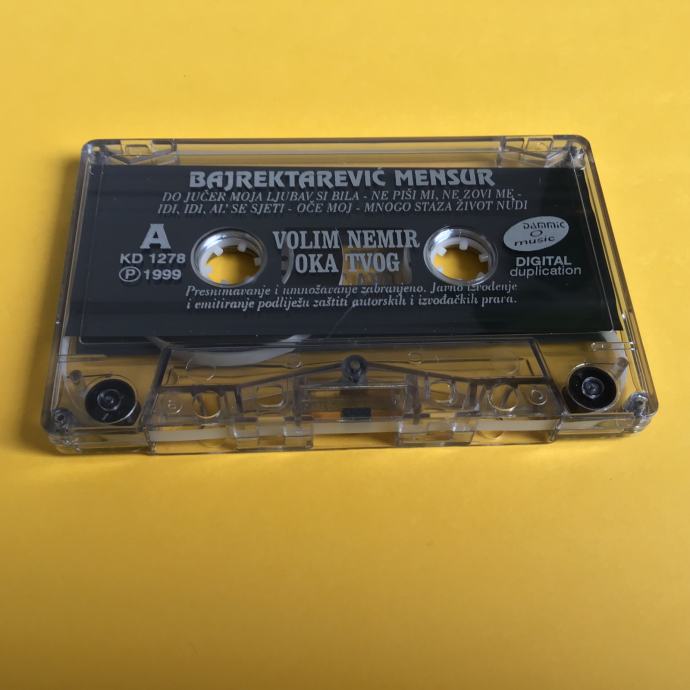 BAJREKTAREVIĆ MENSUR
DO JUČER MOJA LJUBAV SI BILA - NE PIŠI MI, NE ZOVI ME -
IDI, IDI, AL' SE SJETI - OČE MOJ - MNOGO STAZA ŽIVOT NUDI
A
KD 1278
Ⓟ 1999
VOLIM NEMIR
OKA TVOG
DAMMIC
music
DIGITAL
duplication
Presnimavanje i umnožavanje zabranjeno. Javno izvođenje
i emitiranje podliježu zaštiti autorskih i izvođačkih prava.